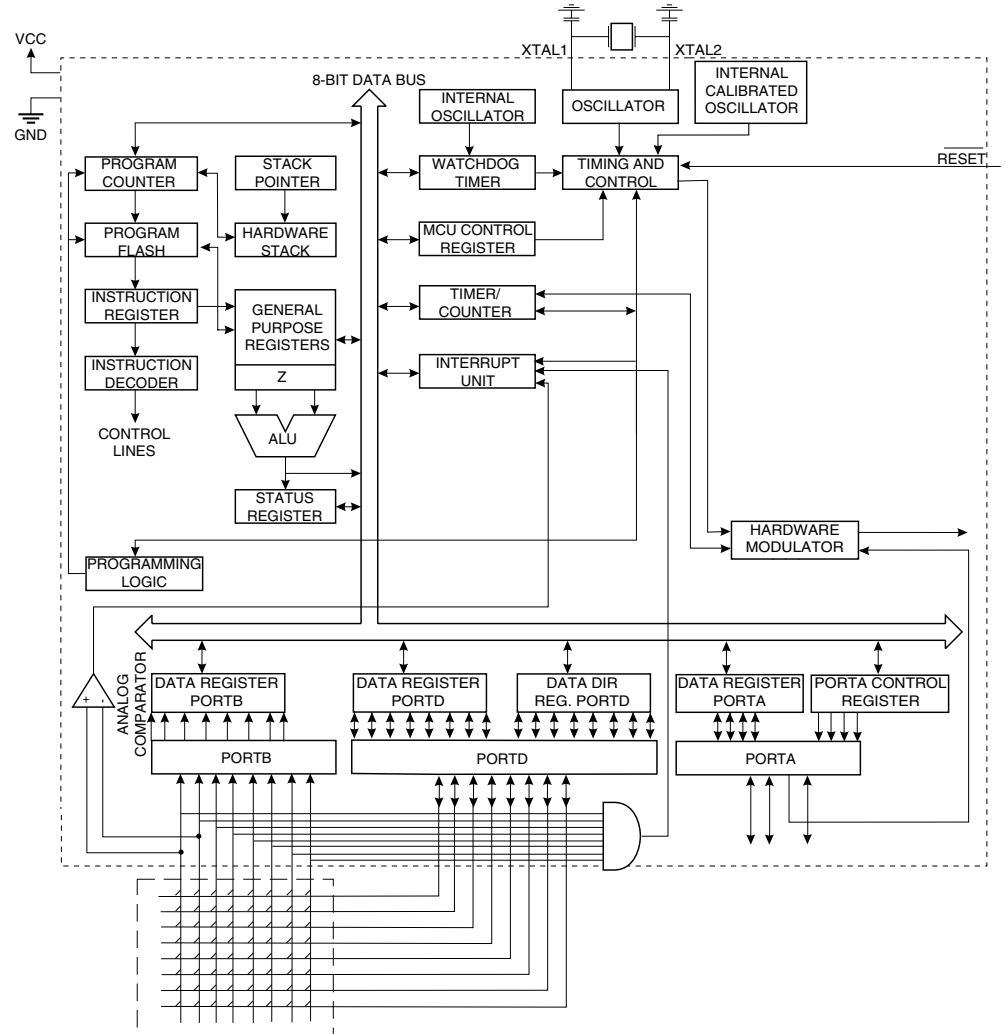 XTAL1
XTAL2
VCC
GND
8-BIT DATA BUS
INTERNAL
OSCILLATOR
OSCILLATOR
INTERNAL
CALIBRATED
OSCILLATOR
RESET
PROGRAM
COUNTER
STACK
POINTER
WATCHDOG
TIMER
TIMING AND
CONTROL
PROGRAM
FLASH
HARDWARE
STACK
MCU CONTROL
REGISTER
INSTRUCTION
REGISTER
GENERAL
PURPOSE
REGISTERS
Z
TIMER/
COUNTER
INSTRUCTION
DECODER
INTERRUPT
UNIT
CONTROL
LINES
ALU
STATUS
REGISTER
HARDWARE
MODULATOR
PROGRAMMING
LOGIC
+ -
ANALOG
COMPARATOR
DATA REGISTER
PORTB
DATA REGISTER
PORTD
DATA DIR
REG. PORTD
DATA REGISTER
PORTA
PORTA CONTROL
REGISTER
PORTB
PORTD
PORTA